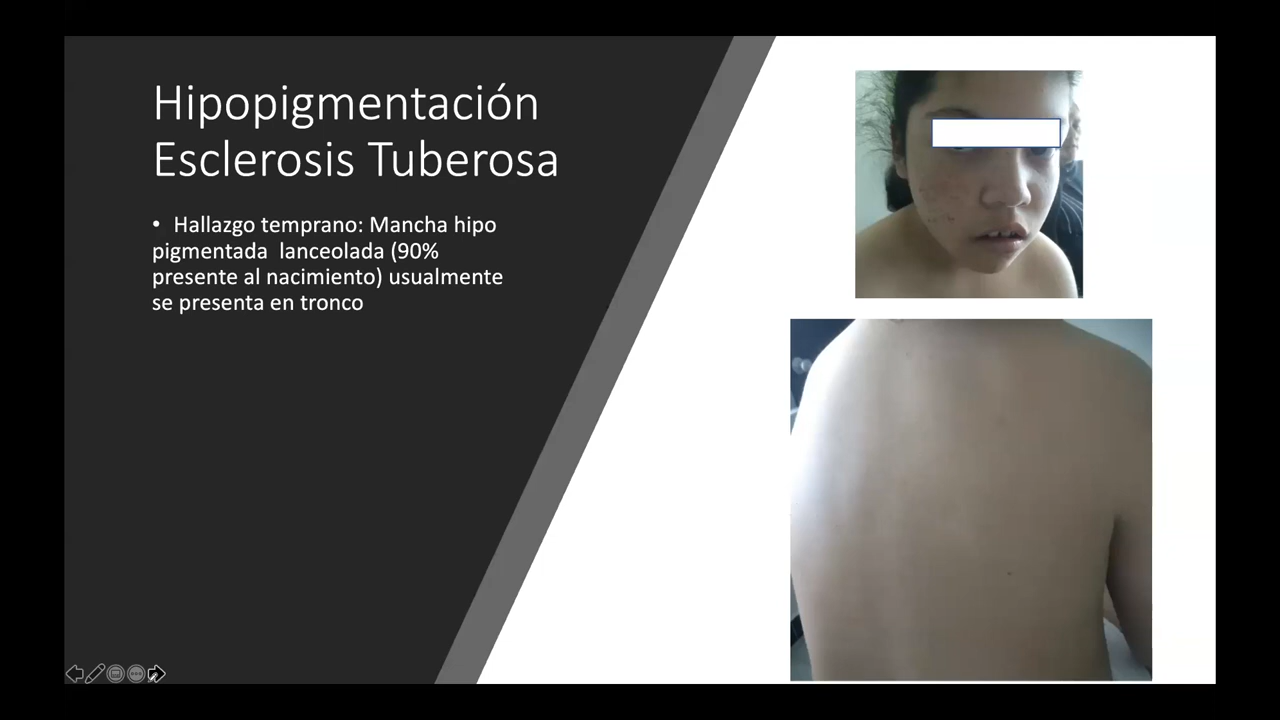 Hipopigmentación
Esclerosis Tuberosa
• Hallazgo temprano: Mancha hipo
pigmentada lanceolada (90%
presente al nacimiento) usualmente
se presenta en tronco